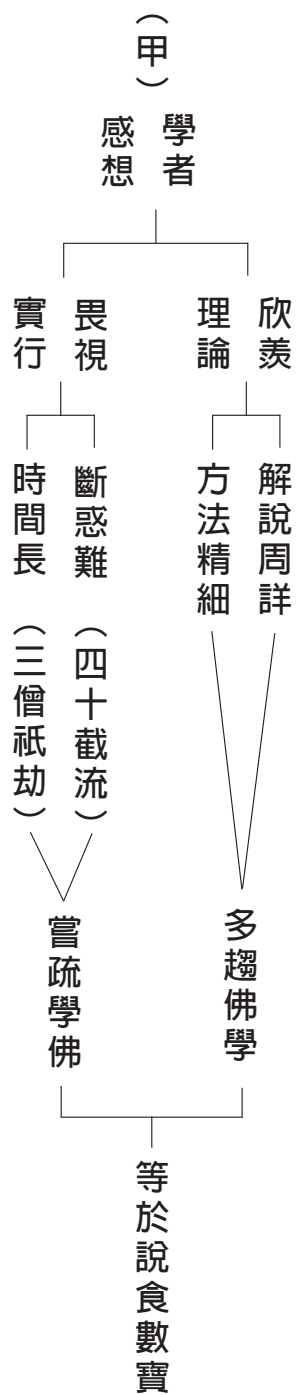 （甲）
學者
感想
欣羨
理論
解說周詳
方法精細
多趨佛學
畏視
實行
斷惑難（四十截流）
時間長（三僧祇劫）
嘗疏學佛
等於說食數寶